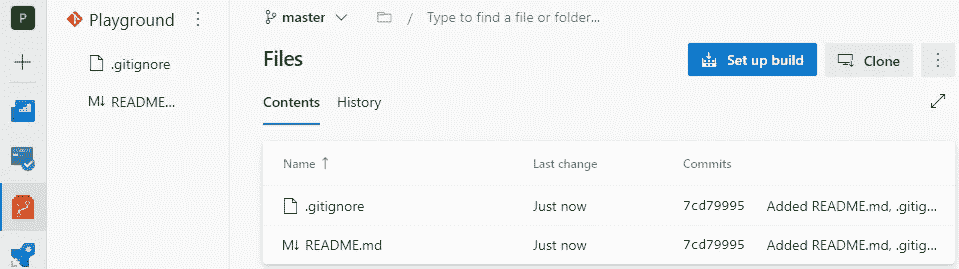 P
Playground
.gitignore
README...
master / Type to find a file or folder...
Files
Set up build Clone
Contents History
Name ↑ Last change Commits
.gitignore Just now 7cd79995 Added README.md, .gitig...
M↓ README.md Just now 7cd79995 Added README.md, .gitig...